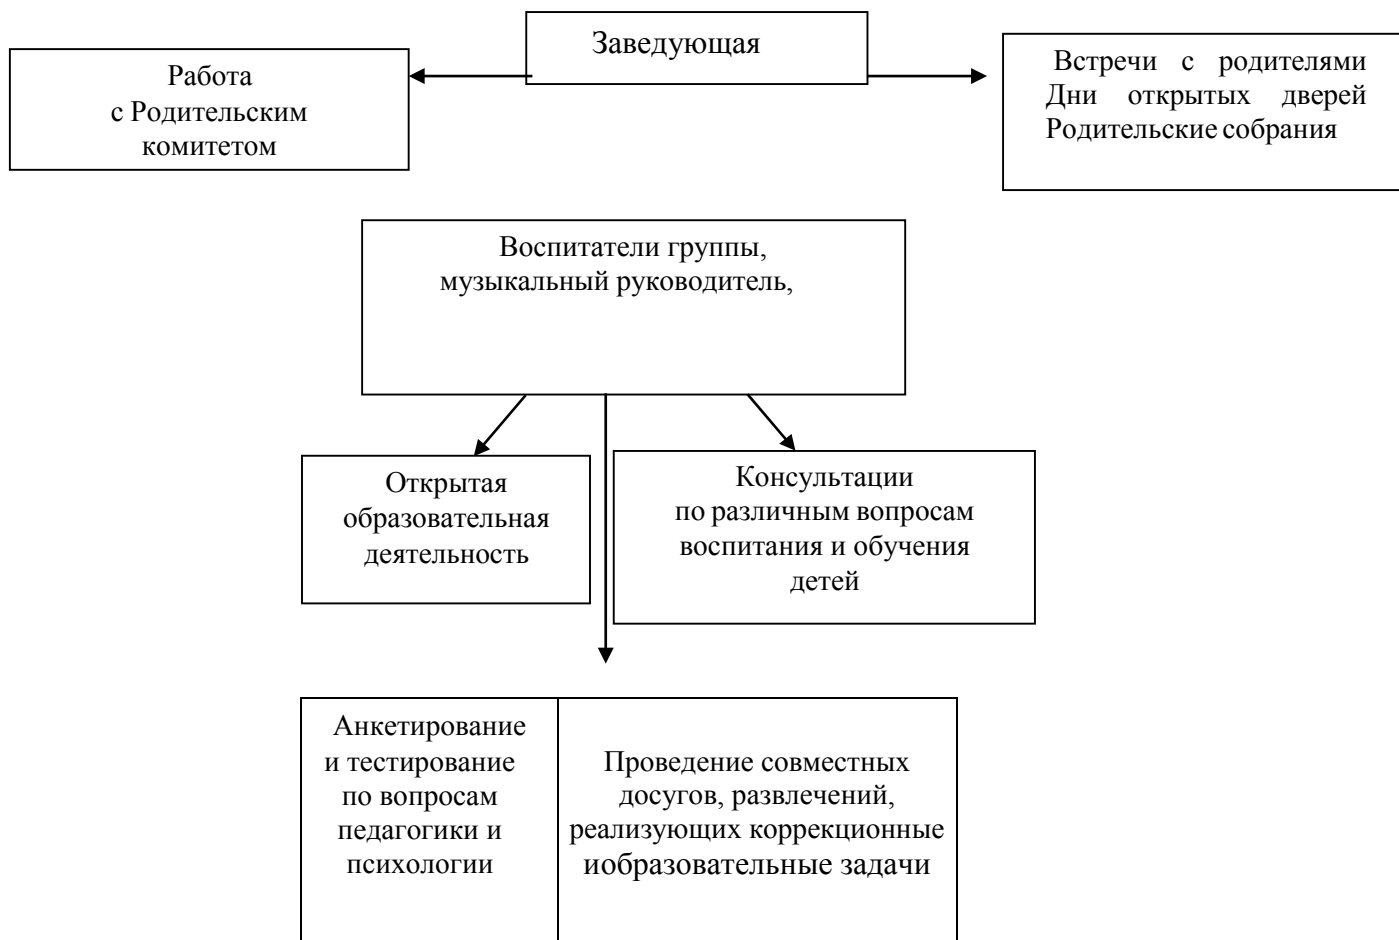 Заведующая
Работа
с Родительским
комитетом
Встречи с родителями
Дни открытых дверей
Родительские собрания
Воспитатели группы,
музыкальный руководитель,
Открытая
образовательная
деятельность
Консультации
по различным вопросам
воспитания и обучения
детей
Анкетирование
и тестирование
по вопросам
педагогики и
психологии
Проведение совместных
досугов, развлечений,
реализующих коррекционные
иобразовательные задачи